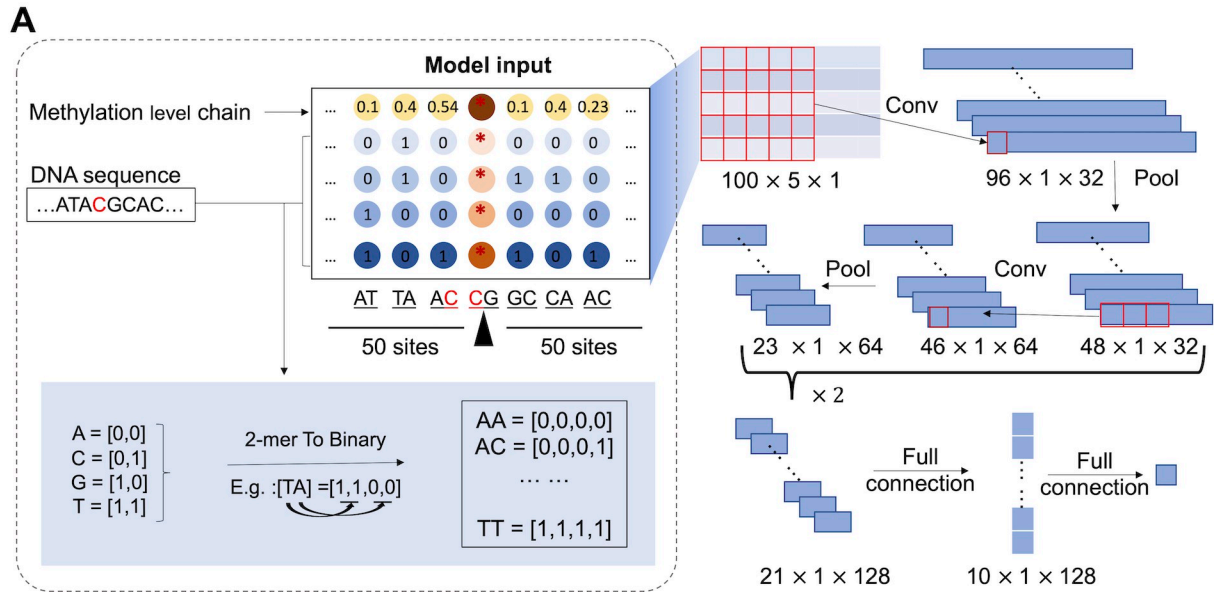 A
Model input
Methylation level chain
... 0.1 0.4 0.54 * 0.1 0.4 0.23 ...
... 0 1 0 * 0 0 0 ...
DNA sequence
...ATACGCAC...
... 0 1 0 * 1 1 0 ...
... 1 0 0 * 0 0 0 ...
... 1 0 1 * 1 0 1 ...
AT TA AC CG GC CA AC
50 sites 50 sites
A = [0,0]
C = [0,1]
G = [1,0]
T = [1,1]
2-mer To Binary
E.g. :[TA] =[1,1,0,0]
AA = [0,0,0,0]
AC = [0,0,0,1]
... ...
TT = [1,1,1,1]
Conv
100 × 5 × 1
96 × 1 × 32
Pool
Pool
Conv
23 × 1 × 64
46 × 1 × 64
48 × 1 × 32
× 2
Full
connection
Full
connection
21 × 1 × 128
10 × 1 × 128